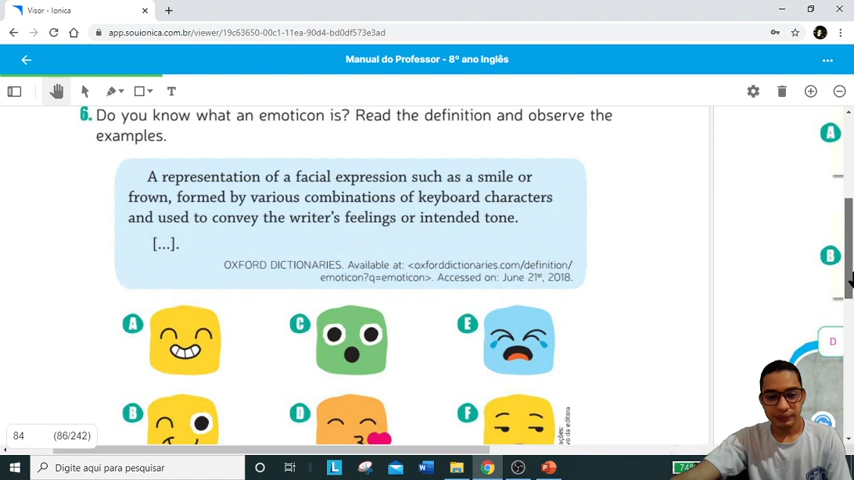 Visor - Ionica
app.souionica.com.br/viewer/19c63650-00c1-11ea-90d4-bd0df573e3ad
Manual do Professor - 8º ano Inglês
T
6. Do you know what an emoticon is? Read the definition and observe the
examples.
A representation of a facial expression such as a smile or
frown, formed by various combinations of keyboard characters
and used to convey the writer's feelings or intended tone.
[...].
OXFORD DICTIONARIES. Available at: <oxforddictionaries.com/definition/
emoticon?q=emoticon>. Accessed on: June 21st, 2018.
A
C
E
B
D
F
A
B
D
84 (86/242)
Digite aqui para pesquisar
74%